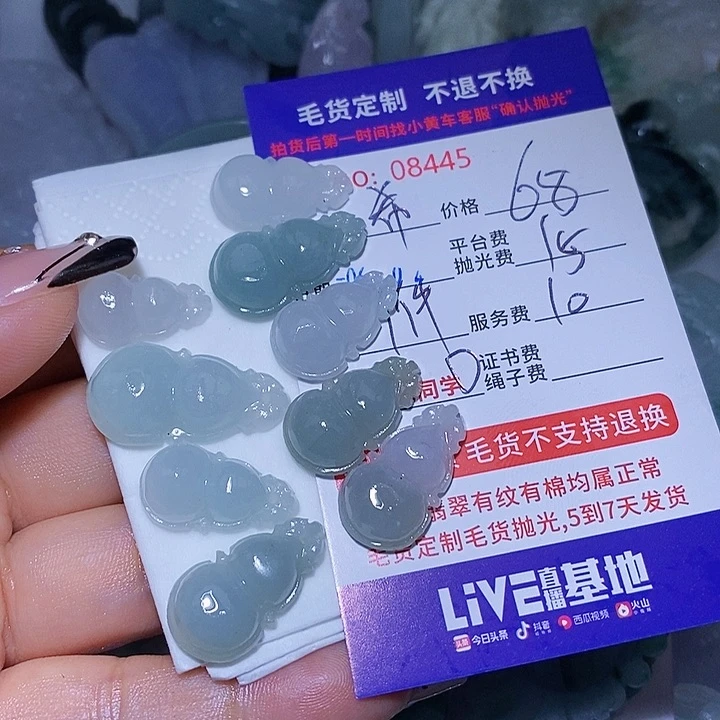 毛货定制 不退不换
拍货后第一时间找小黄车客服“确认抛光”
O: 08445
价格 68
平台费
抛光费 15
件
服务费 10
证书费
绳子费
同学
毛货不支持退换
翡翠有纹有棉均属正常
毛货定制毛货抛光,5到7天发货
LiVE直播基地
头条 今日头条 抖音 西瓜视频 火山